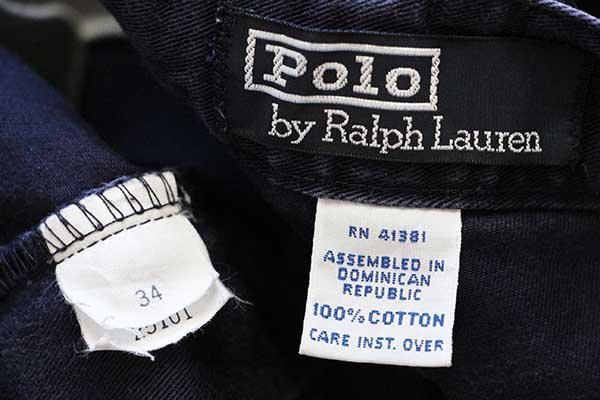 Polo
by Ralph Lauren
RN 41381
ASSEMBLED IN
DOMINICAN
REPUBLIC
100% COTTON
CARE INST. OVER
34